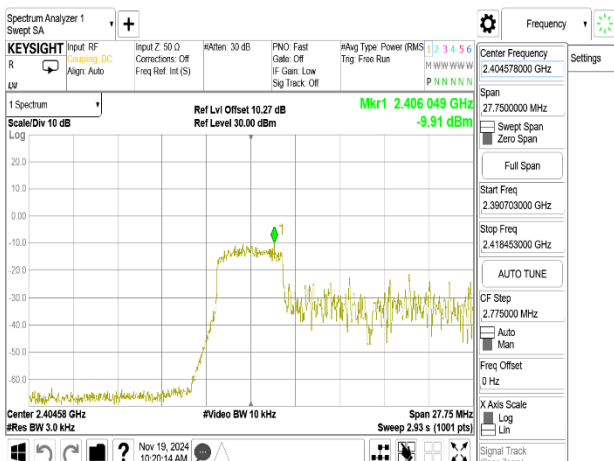 Spectrum Analyzer 1
Swept SA
+
Frequency
KEYSIGHT
R
Input: RF
Coupling: DC
Align: Auto
Input Z: 50 Ω
Corrections: Off
Freq Ref: Int (S)
#Atten: 30 dB
PNO: Fast
Gate: Off
IF Gain: Low
Sig Track: Off
#Avg Type: Power (RMS
Trig: Free Run
1 2 3 4 5 6
M W W W W W
P N N N N N
1 Spectrum
Scale/Div 10 dB
Log
Ref Lvl Offset 10.27 dB
Ref Level 30.00 dBm
Mkr1 2.406 049 GHz
-9.91 dBm
20.0
10.0
0.00
-10.0
-20.0
-30.0
-40.0
-50.0
-60.0
1
Center 2.40458 GHz
#Res BW 3.0 kHz
#Video BW 10 kHz
Span 27.75 MHz
Sweep 2.93 s (1001 pts)
?
Nov 19, 2024
10:20:14 AM
Center Frequency
2.404578000 GHz
Span
27.7500000 MHz
Swept Span
Zero Span
Full Span
Start Freq
2.390703000 GHz
Stop Freq
2.418453000 GHz
AUTO TUNE
CF Step
2.775000 MHz
Auto
Man
Freq Offset
0 Hz
X Axis Scale
Log
Lin
Signal Track
Settings